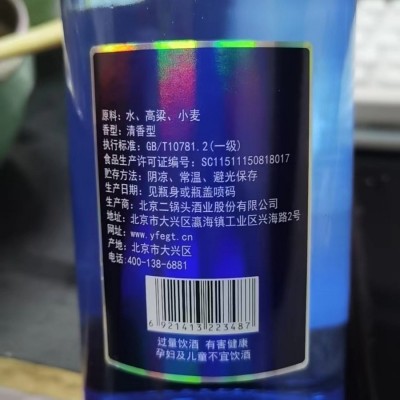 原料:水、高粱、小麦
香型:清香型
执行标准:GB/T10781.2(一级)
食品生产许可证编号:SC11511150818017
贮存方法:阴凉、常温、避光保存
生产日期:见瓶身或瓶盖喷码
生产商:北京二锅头酒业股份有限公司
北京市大兴区瀛海镇工业区兴海路2号
网址:www.yfegt.cn
产地:北京市大兴区
电话:400-138-6881
6 921413 223487
过量饮酒 有害健康
孕妇及儿童不宜饮酒